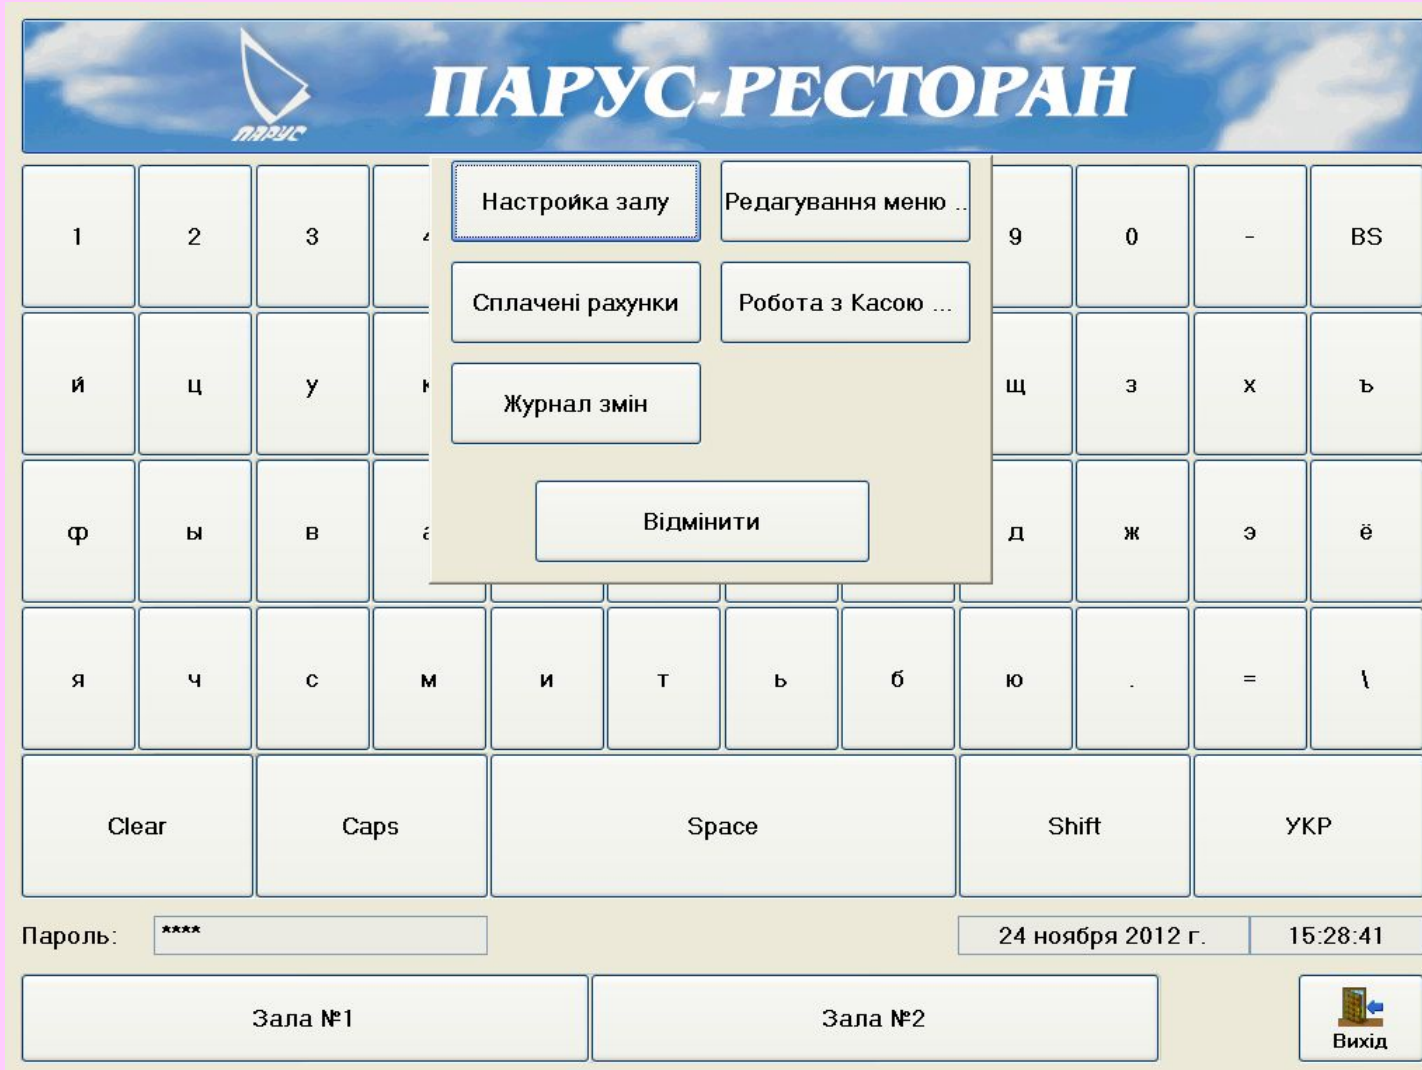 ПАРУС
ПАРУС-РЕСТОРАН
Настройка залу
Редагування меню ..
Сплачені рахунки
Робота з Касою ...
Журнал змін
Відмінити
1 2 3 9 0 - BS
й ц у щ з х ъ
ф ы в д ж э ё
я ч с м и т ь б ю . = \
Clear Caps Space Shift УКР
Пароль: **** 24 ноября 2012 г. 15:28:41
Зала №1 Зала №2 Вихід